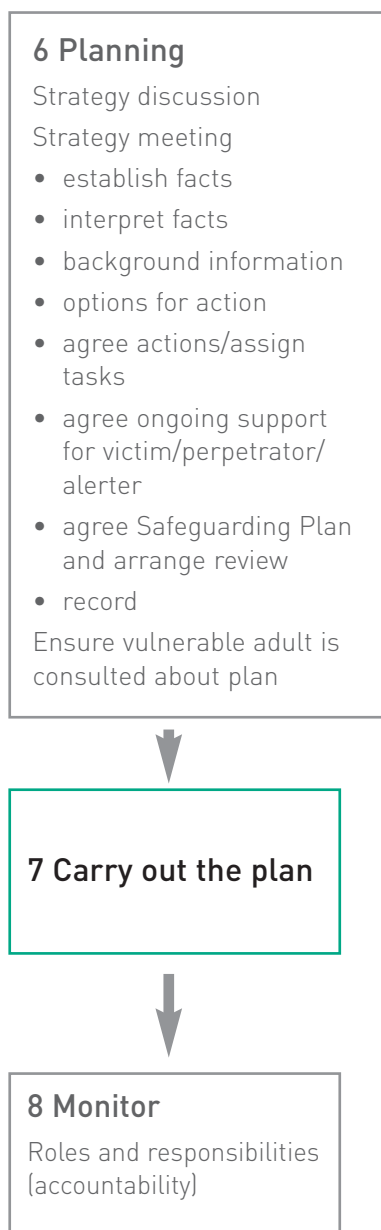 6 Planning
Strategy discussion
Strategy meeting
• establish facts
• interpret facts
• background information
• options for action
• agree actions/assign
tasks
• agree ongoing support
for victim/perpetrator/
alerter
• agree Safeguarding Plan
and arrange review
• record
Ensure vulnerable adult is
consulted about plan
7 Carry out the plan
8 Monitor
Roles and responsibilities
(accountability)